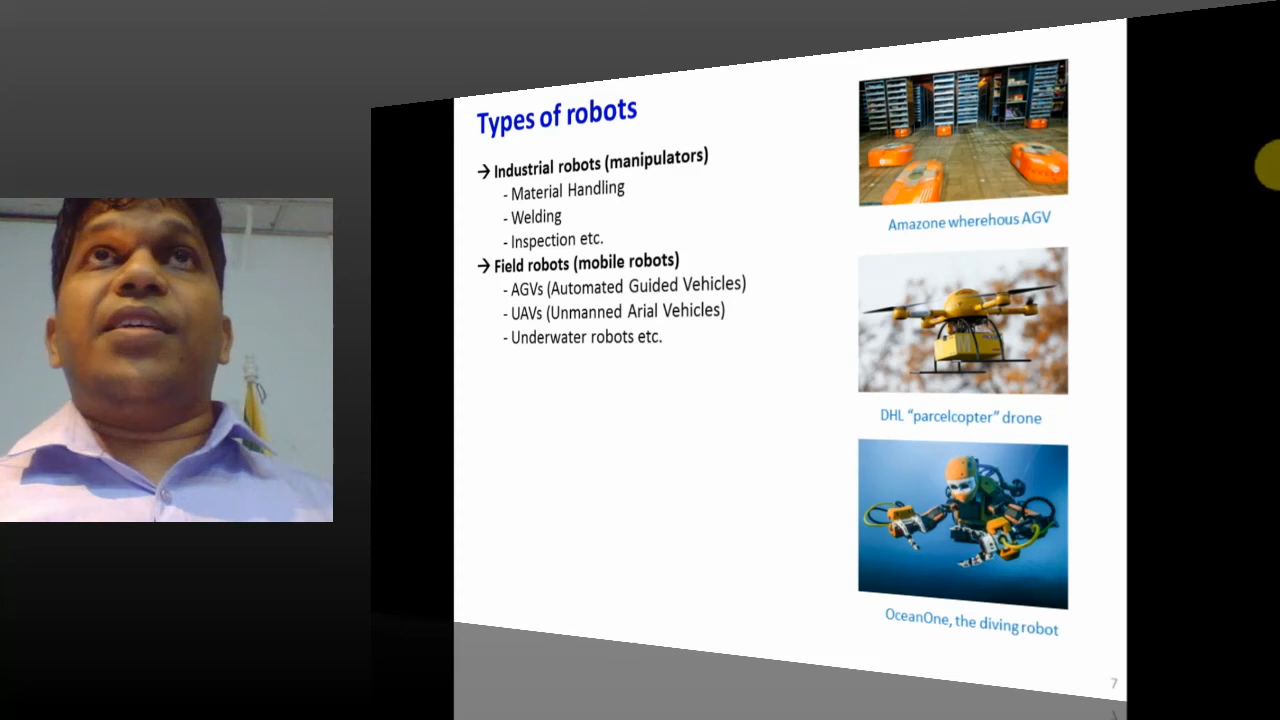 Types of robots
→ Industrial robots (manipulators)
- Material Handling
- Welding
- Inspection etc.
→ Field robots (mobile robots)
- AGVs (Automated Guided Vehicles)
- UAVs (Unmanned Arial Vehicles)
- Underwater robots etc.
Amazone wherehous AGV
DHL “parcelcopter” drone
OceanOne, the diving robot
7